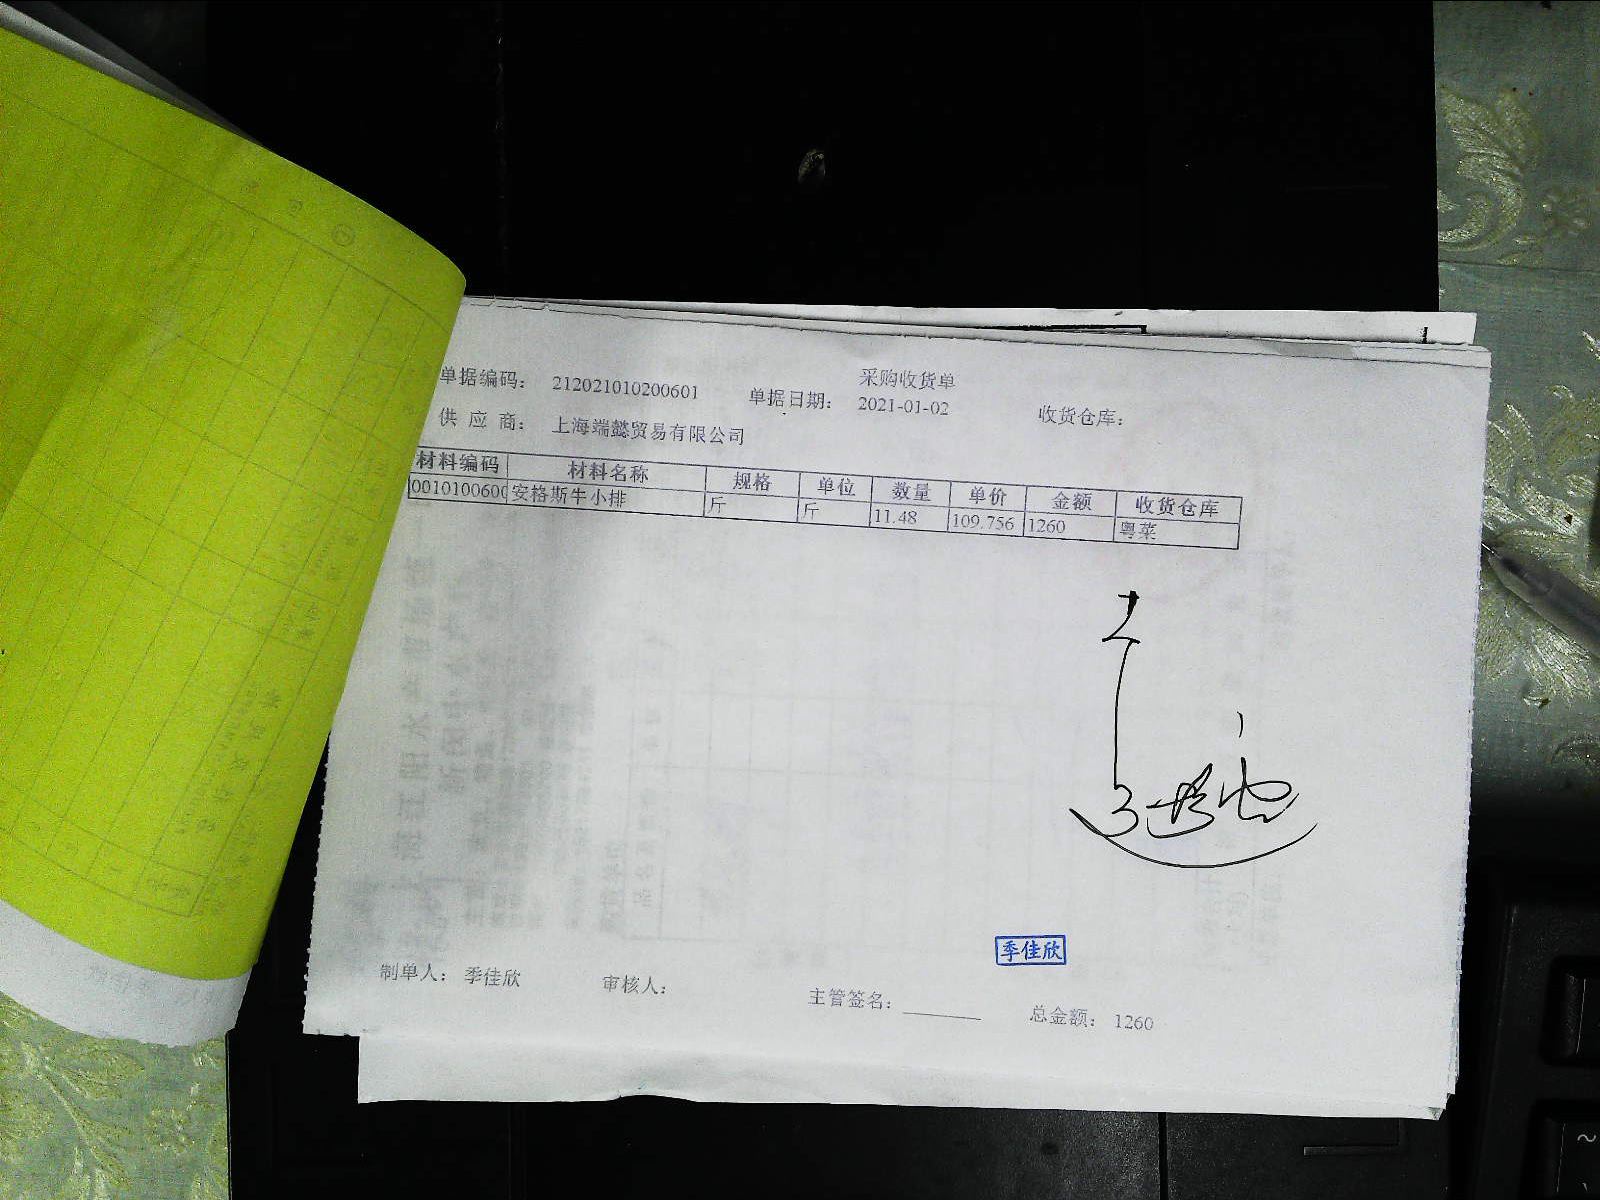 采购收货单
单据编码： 212021010200601 单据日期： 2021-01-02 收货仓库：
供 应 商： 上海端懿贸易有限公司
材料编码 材料名称 规格 单位 数量 单价 金额 收货仓库
0010100600 安格斯牛小排 斤 斤 11.48 109.756 1260 粤菜
季佳欣
制单人： 季佳欣 审核人： 主管签名： 总金额： 1260